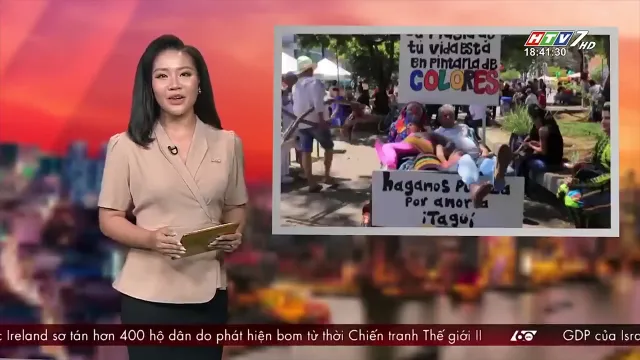 HTV7 HD
18:41:30
TU VIDA ESTÁ
EN PINTARLA DE
COLORES
Hagamos
Por amor a
¡Tagüí
c Ireland sơ tán hơn 400 hộ dân do phát hiện bom từ thời Chiến tranh Thế giới II
60
GDP của Isra